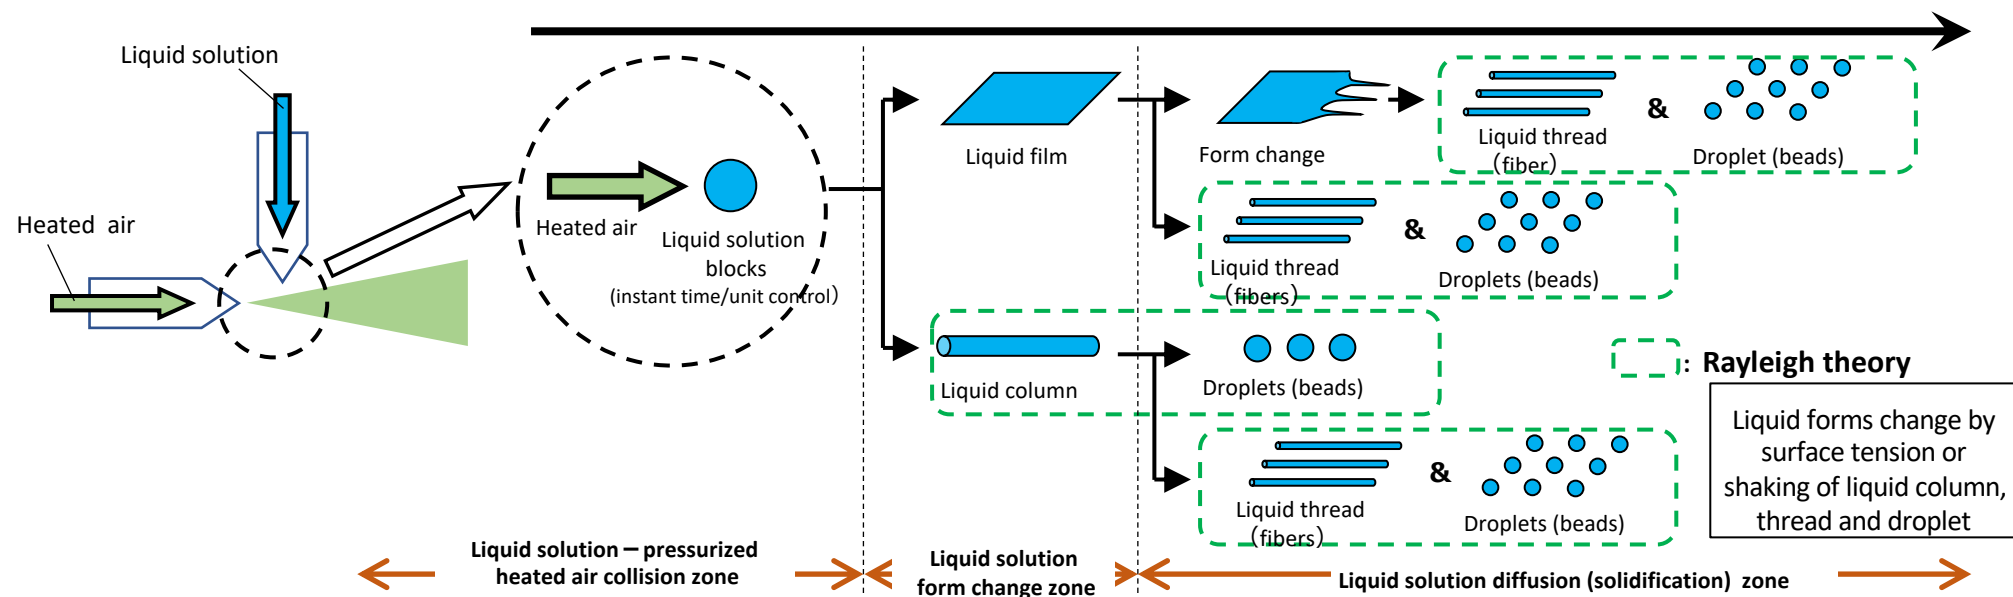 Liquid solution
Heated air
Heated air
Liquid solution
blocks
(instant time/unit control)
Liquid film
Form change
Liquid thread
(fiber)
&
Droplet (beads)
Liquid thread
(fibers)
&
Droplets (beads)
Liquid column
Droplets (beads)
Liquid thread
(fibers)
&
Droplets (beads)
: Rayleigh theory
Liquid forms change by
surface tension or
shaking of liquid column,
thread and droplet
Liquid solution – pressurized
heated air collision zone
Liquid solution
form change zone
Liquid solution diffusion (solidification) zone